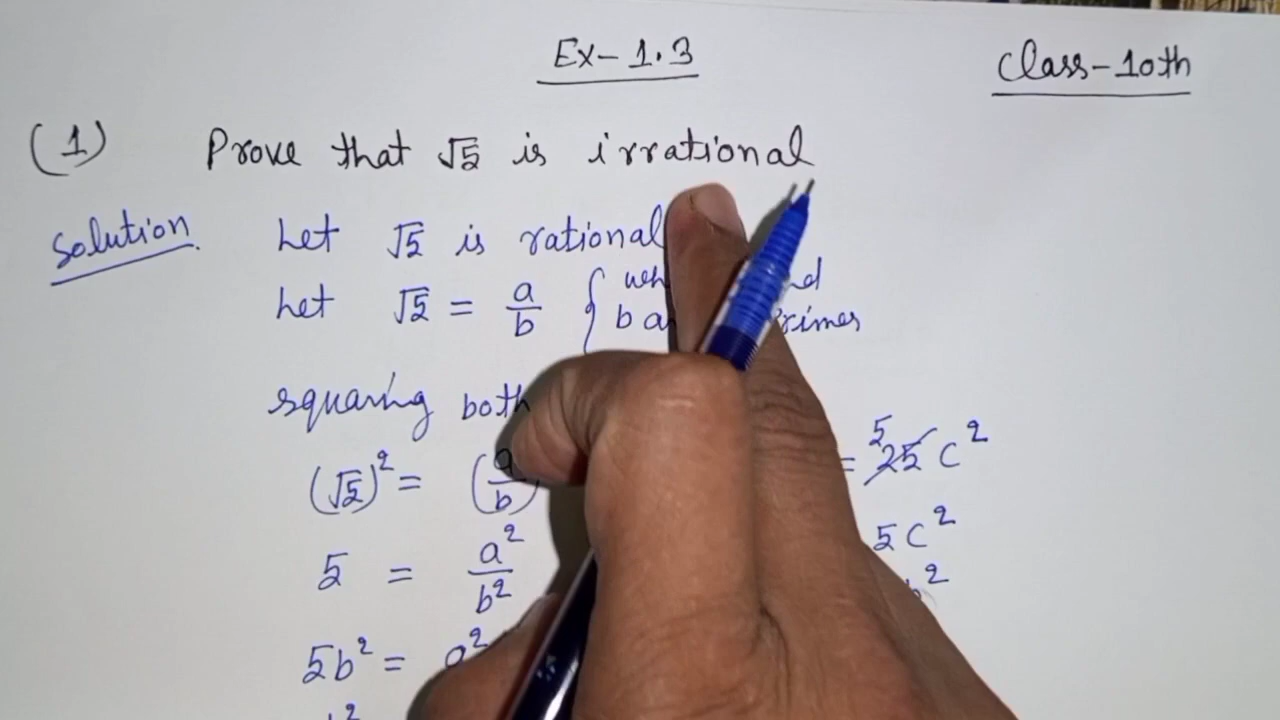 Ex-1.3
Class-10th
(1) Prove that √5 is irrational
Solution. Let √5 is rational
Let √5 = a/b {
b
squaring both
(√5)² = (a/b)
= 25 c²
5 = a²/b²
5c²
5b² = a²